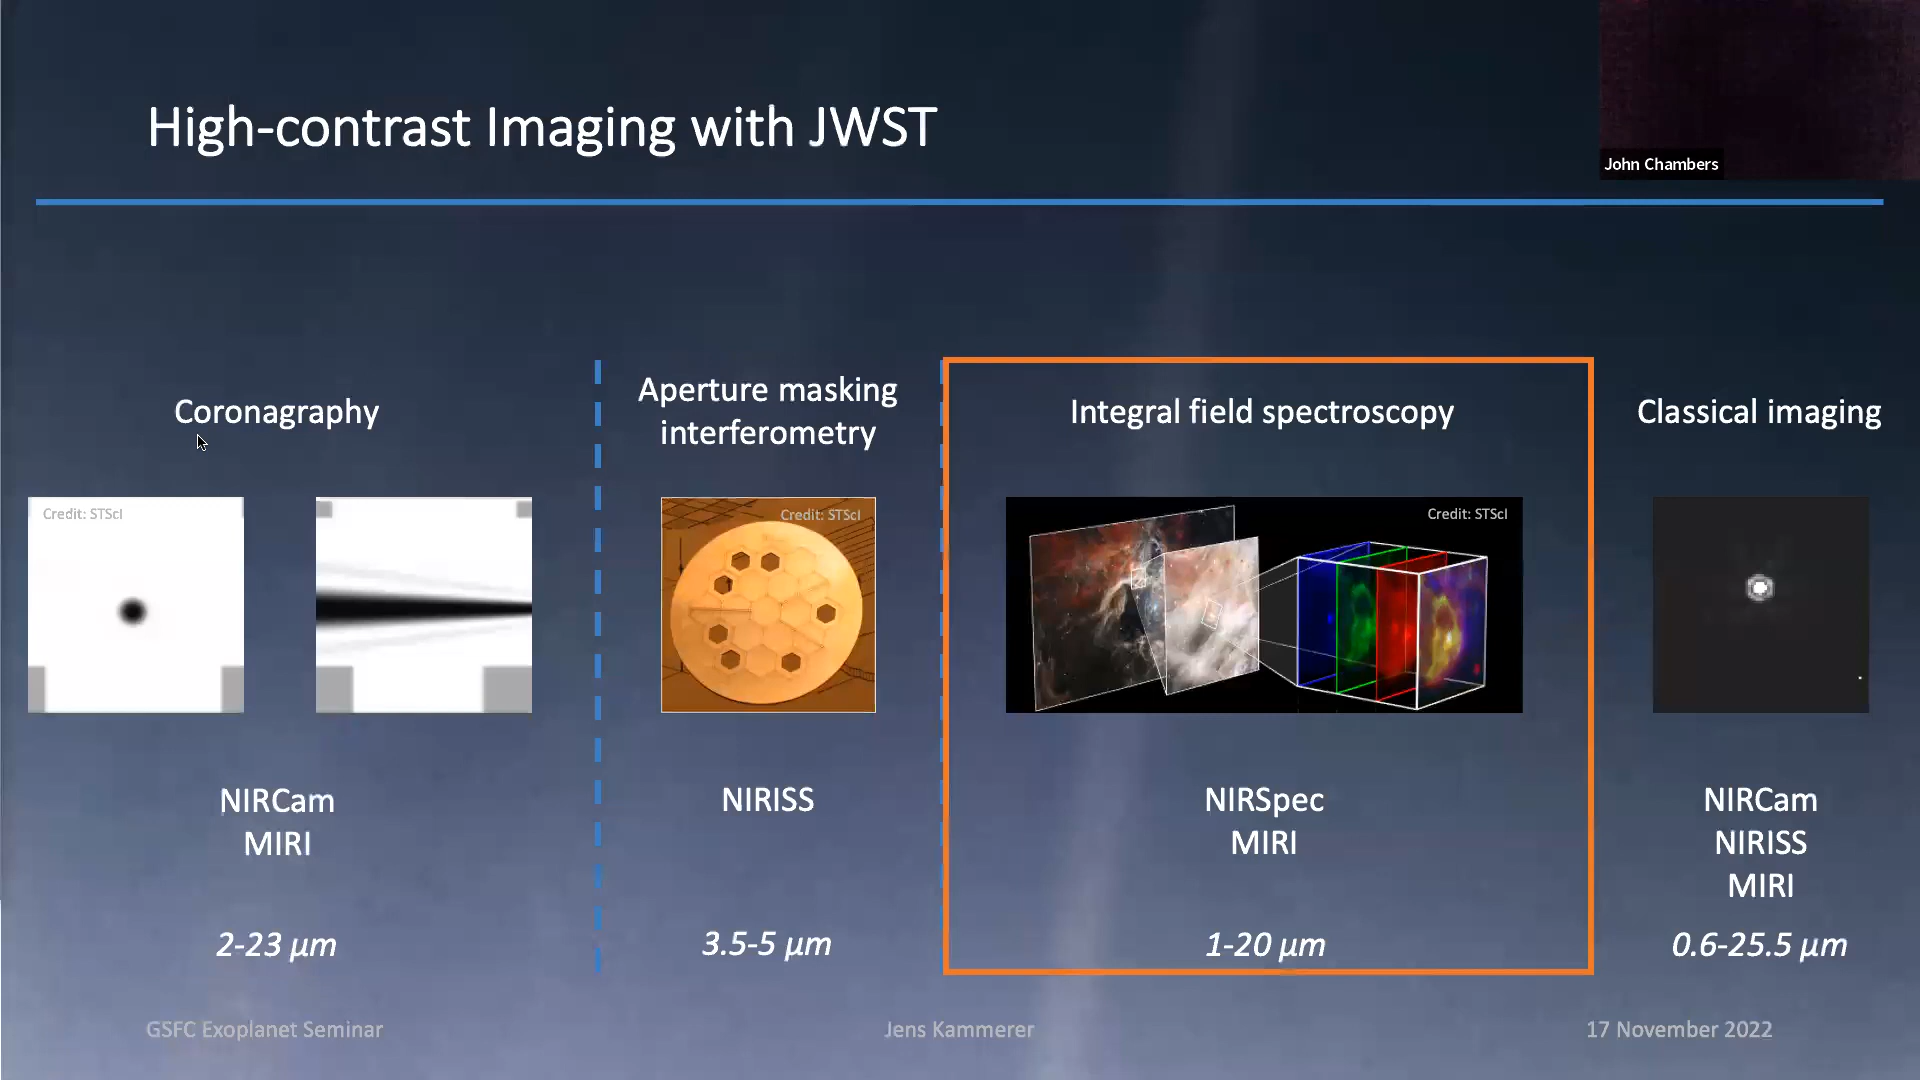 High-contrast Imaging with JWST
John Chambers
Coronagraphy
Credit: STScI
NIRCam
MIRI
2-23 µm
Aperture masking
interferometry
Credit: STScI
NIRISS
3.5-5 µm
Integral field spectroscopy
Credit: STScI
NIRSpec
MIRI
1-20 µm
Classical imaging
NIRCam
NIRISS
MIRI
0.6-25.5 µm
GSFC Exoplanet Seminar
Jens Kammerer
17 November 2022